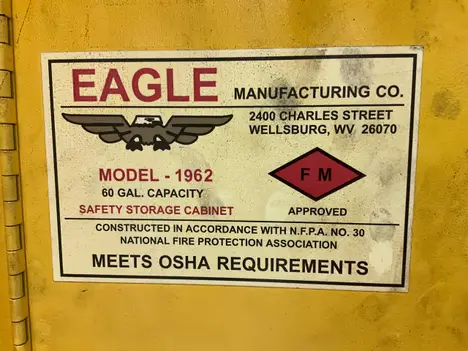 EAGLE MANUFACTURING CO.
2400 CHARLES STREET
WELLSBURG, WV 26070
MODEL - 1962
60 GAL. CAPACITY
SAFETY STORAGE CABINET
F M
APPROVED
CONSTRUCTED IN ACCORDANCE WITH N.F.P.A. NO. 30
NATIONAL FIRE PROTECTION ASSOCIATION
MEETS OSHA REQUIREMENTS